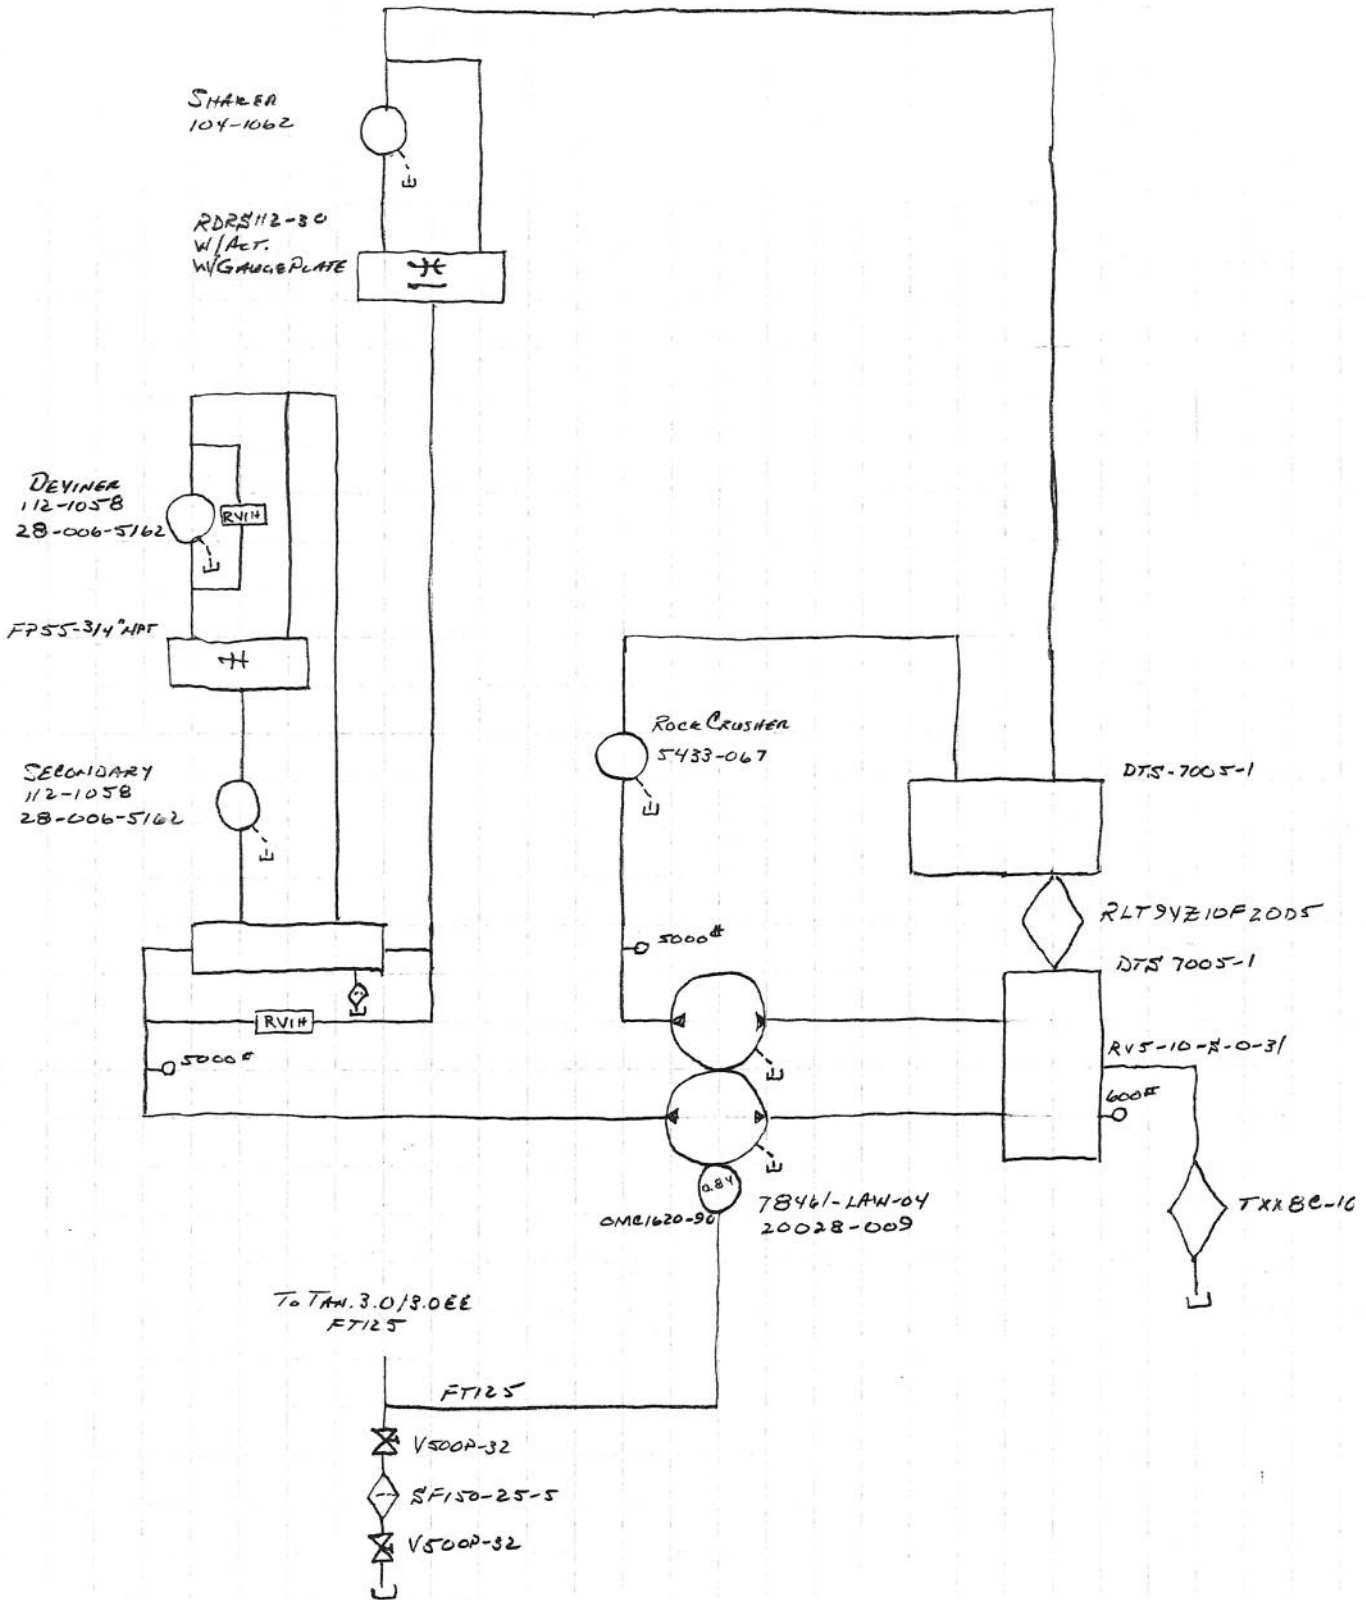 SHAKER
104-1062
RDRS112-30
W/ACT.
W/GAUGE PLATE
DEVINER
112-1058
28-006-5162
RV1H
FP55-3/4"NPT
SECONDARY
112-1058
28-006-5162
ROCK CRUSHER
5433-067
DTS-7005-1
RLT9VZ10F20D5
DTS 7005-1
5000#
RV1H
5000#
RV5-10-S-0-31
600#
0.84
OMC1620-90
78461-LAW-04
20028-009
TXX8C-10
To TAN. 3.0/3.0EE
FT125
FT125
V500P-32
SF150-25-5
V500P-32